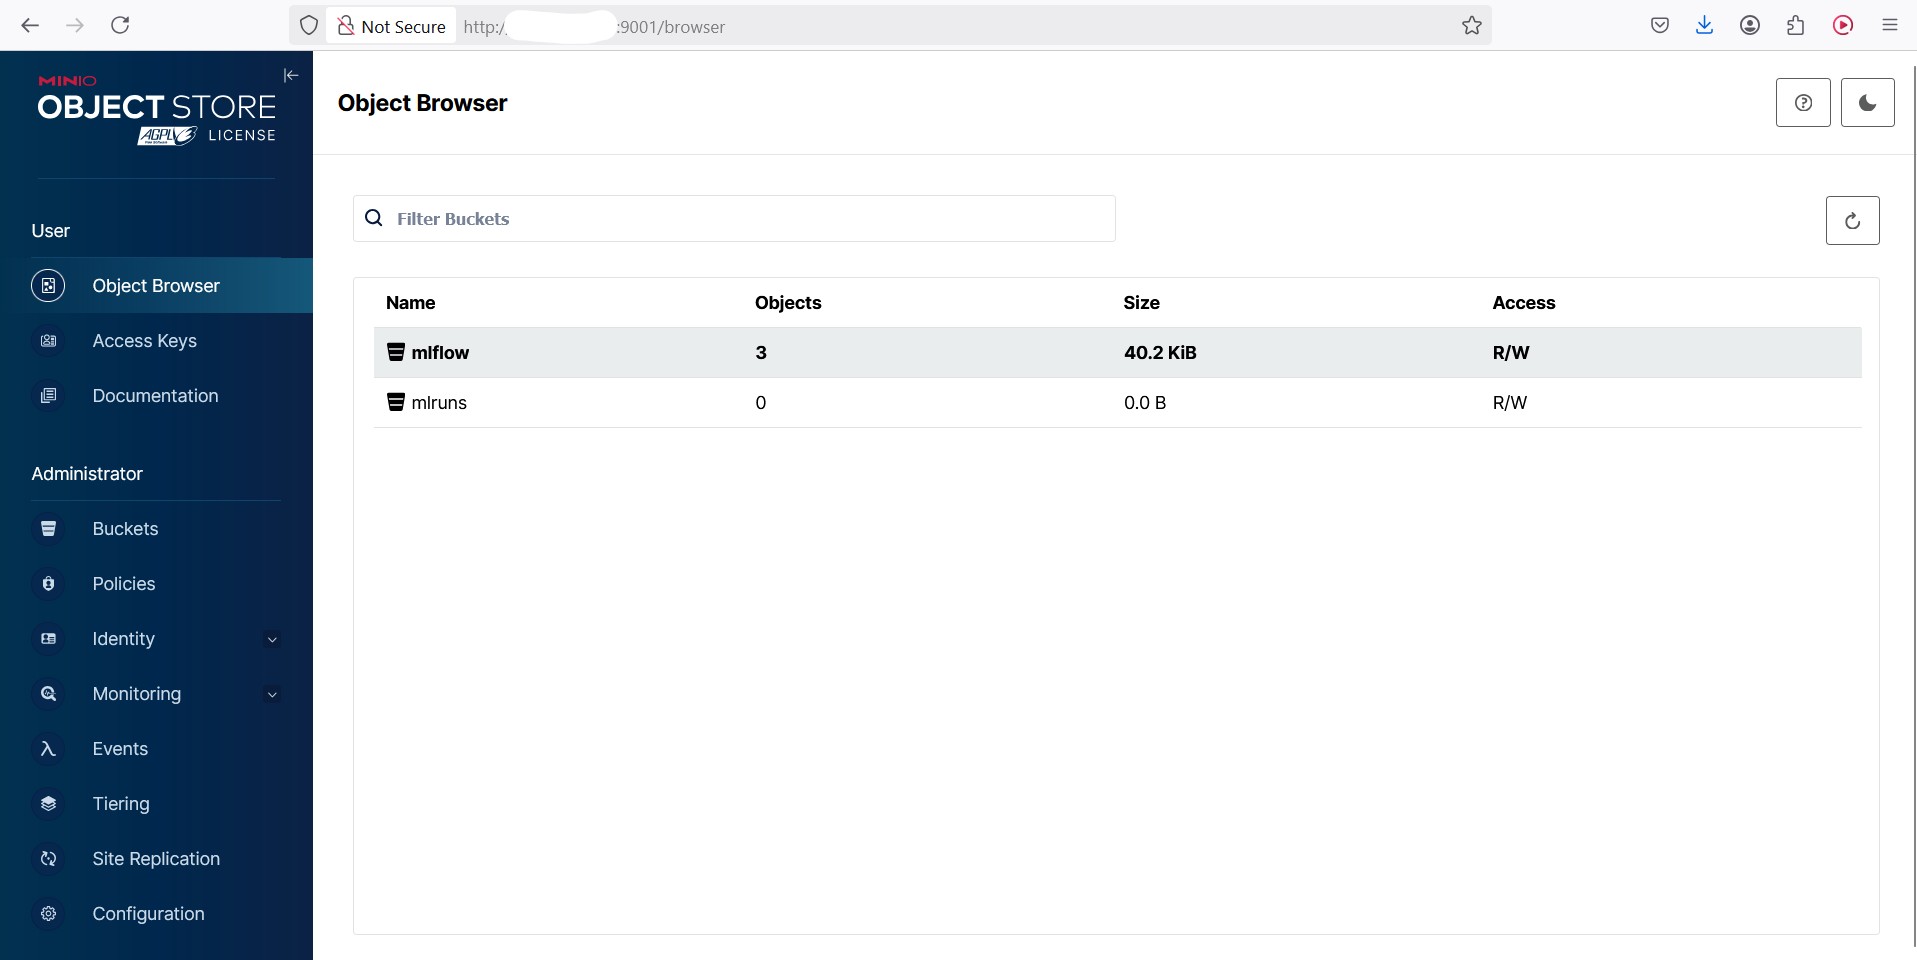 Not Secure
http:/ :9001/browser
MINIO
OBJECT STORE
AGPL LICENSE
User
Object Browser
Access Keys
Documentation
Administrator
Buckets
Policies
Identity
Monitoring
Events
Tiering
Site Replication
Configuration
Object Browser
Filter Buckets
Name Objects Size Access
mlflow 3 40.2 KiB R/W
mlruns 0 0.0 B R/W